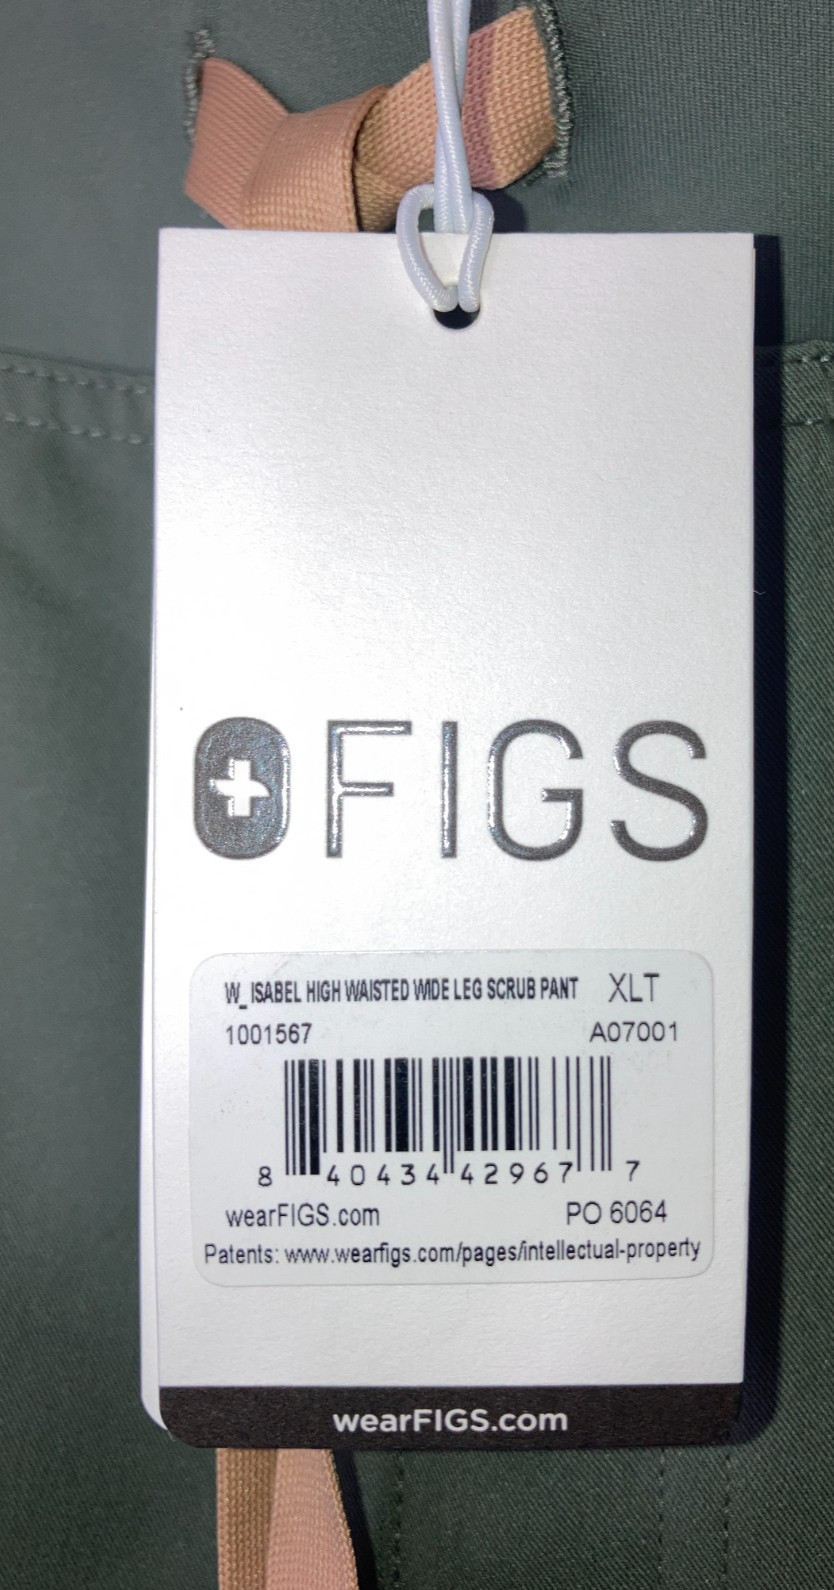 FIGS
W_ISABEL HIGH WAISTED WIDE LEG SCRUB PANT XLT
1001567 A07001
8 40434 42967 7
wearFIGS.com PO 6064
Patents: www.wearfigs.com/pages/intellectual-property
wearFIGS.com